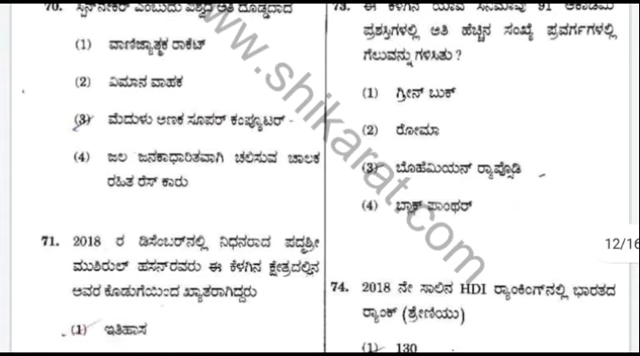 70. ಸ್ಪಿನ್‌ನೇಕರ್ ಎಂಬುದು ವಿಶ್ವದ ಅತಿ ದೊಡ್ಡದಾದ
(1) ವಾಣಿಜ್ಯಾತ್ಮಕ ರಾಕೆಟ್
(2) ವಿಮಾನ ವಾಹಕ
(3) ಮೆದುಳು ಅಣಕ ಸೂಪರ್ ಕಂಪ್ಯೂಟರ್
(4) ಜಲ ಜನಕಾಧಾರಿತವಾಗಿ ಚಲಿಸುವ ಚಾಲಕ
ರಹಿತ ರೆಸ್ ಕಾರು
71. 2018 ರ ಡಿಸೆಂಬರ್‌ನಲ್ಲಿ ನಿಧನರಾದ ಪದ್ಮಶ್ರೀ
ಮುಶಿರುಲ್ ಹಸನ್‌ರವರು ಈ ಕೆಳಗಿನ ಕ್ಷೇತ್ರದಲ್ಲಿನ
ಅವರ ಕೊಡುಗೆಯಿಂದ ಖ್ಯಾತರಾಗಿದ್ದರು
(1) ಇತಿಹಾಸ
73. ಈ ಕೆಳಗಿನ ಯಾವ ಸಿನಿಮಾವು 91 ಅಕಾಡೆಮಿ
ಪ್ರಶಸ್ತಿಗಳಲ್ಲಿ ಅತಿ ಹೆಚ್ಚಿನ ಸಂಖ್ಯೆ ಪ್ರವರ್ಗಗಳಲ್ಲಿ
ಗೆಲುವನ್ನು ಗಳಿಸಿತು ?
(1) ಗ್ರೀನ್ ಬುಕ್
(2) ರೋಮಾ
(3) ಬೊಹೆಮಿಯನ್ ರ‍್ಯಾಪ್ಸೊಡಿ
(4) ಬ್ಲ್ಯಾಕ್ ಪಾಂಥರ್
74. 2018 ನೇ ಸಾಲಿನ HDI ರ‍್ಯಾಂಕಿಂಗ್‌ನಲ್ಲಿ ಭಾರತದ
ರ‍್ಯಾಂಕ್ (ಶ್ರೇಣಿಯು)
(1) 130
12/16
www.shikarat.com